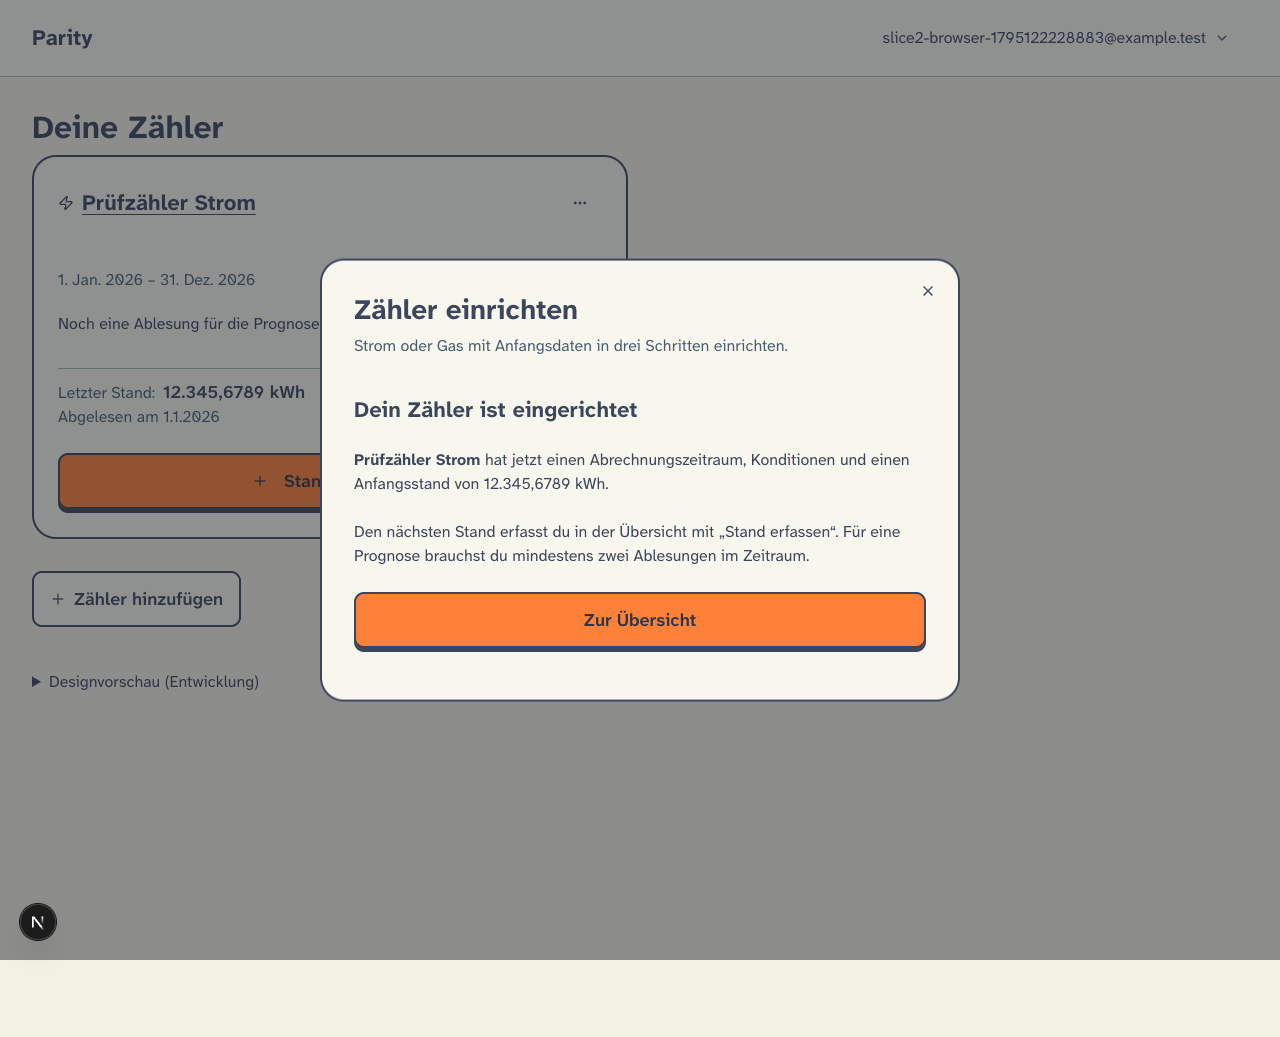 Parity
slice2-browser-1795122228883@example.test
Deine Zähler
Prüfzähler Strom
1. Jan. 2026 – 31. Dez. 2026
Noch eine Ablesung für die Prognose
Letzter Stand: 12.345,6789 kWh
Abgelesen am 1.1.2026
+ Stan
+ Zähler hinzufügen
Designvorschau (Entwicklung)
Zähler einrichten
Strom oder Gas mit Anfangsdaten in drei Schritten einrichten.
Dein Zähler ist eingerichtet
Prüfzähler Strom hat jetzt einen Abrechnungszeitraum, Konditionen und einen
Anfangsstand von 12.345,6789 kWh.
Den nächsten Stand erfasst du in der Übersicht mit „Stand erfassen“. Für eine
Prognose brauchst du mindestens zwei Ablesungen im Zeitraum.
Zur Übersicht
N